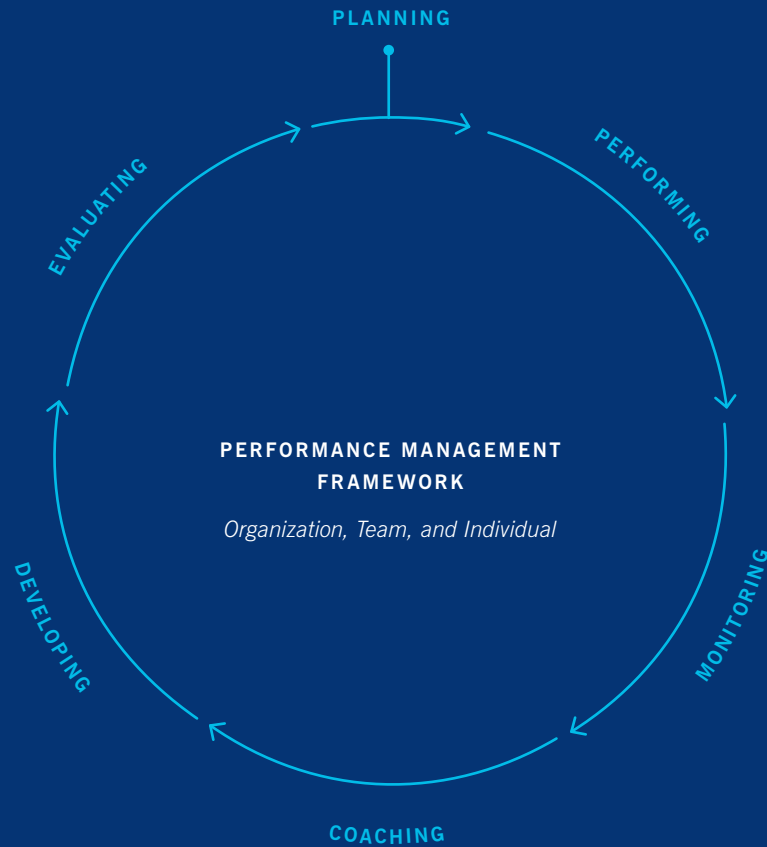 PLANNING
PERFORMING
EVALUATING
PERFORMANCE MANAGEMENT
FRAMEWORK
Organization, Team, and Individual
MONITORING
DEVELOPING
COACHING